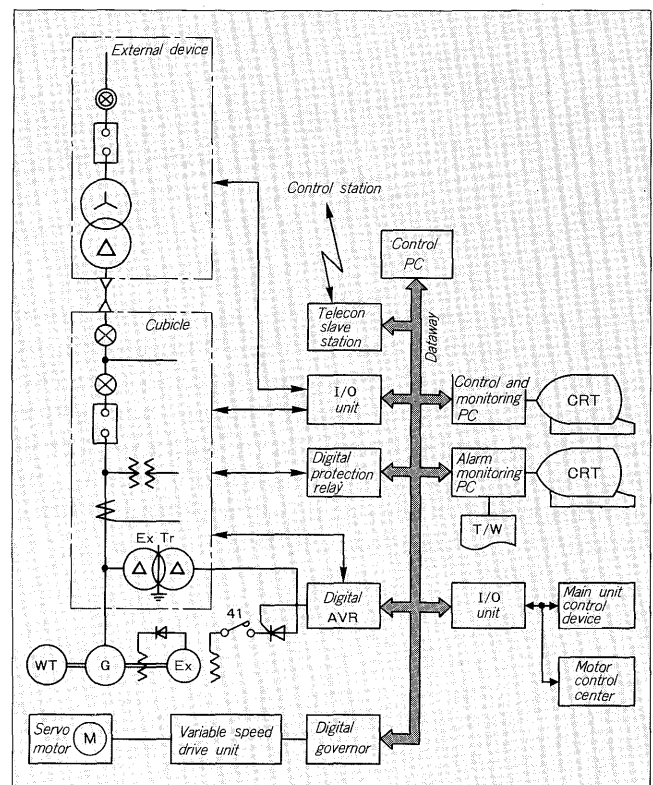 External device
Control station
Control
PC
Telecon
slave
station
Dataway
Cubicle
I/O
unit
Control and
monitoring
PC
CRT
Digital
protection
relay
Alarm
monitoring
PC
CRT
T/W
Ex Tr
Digital
AVR
I/O
unit
Main unit
control
device
41
WT
G
Ex
Motor
control
center
Servo
motor
M
Variable speed
drive unit
Digital
governor